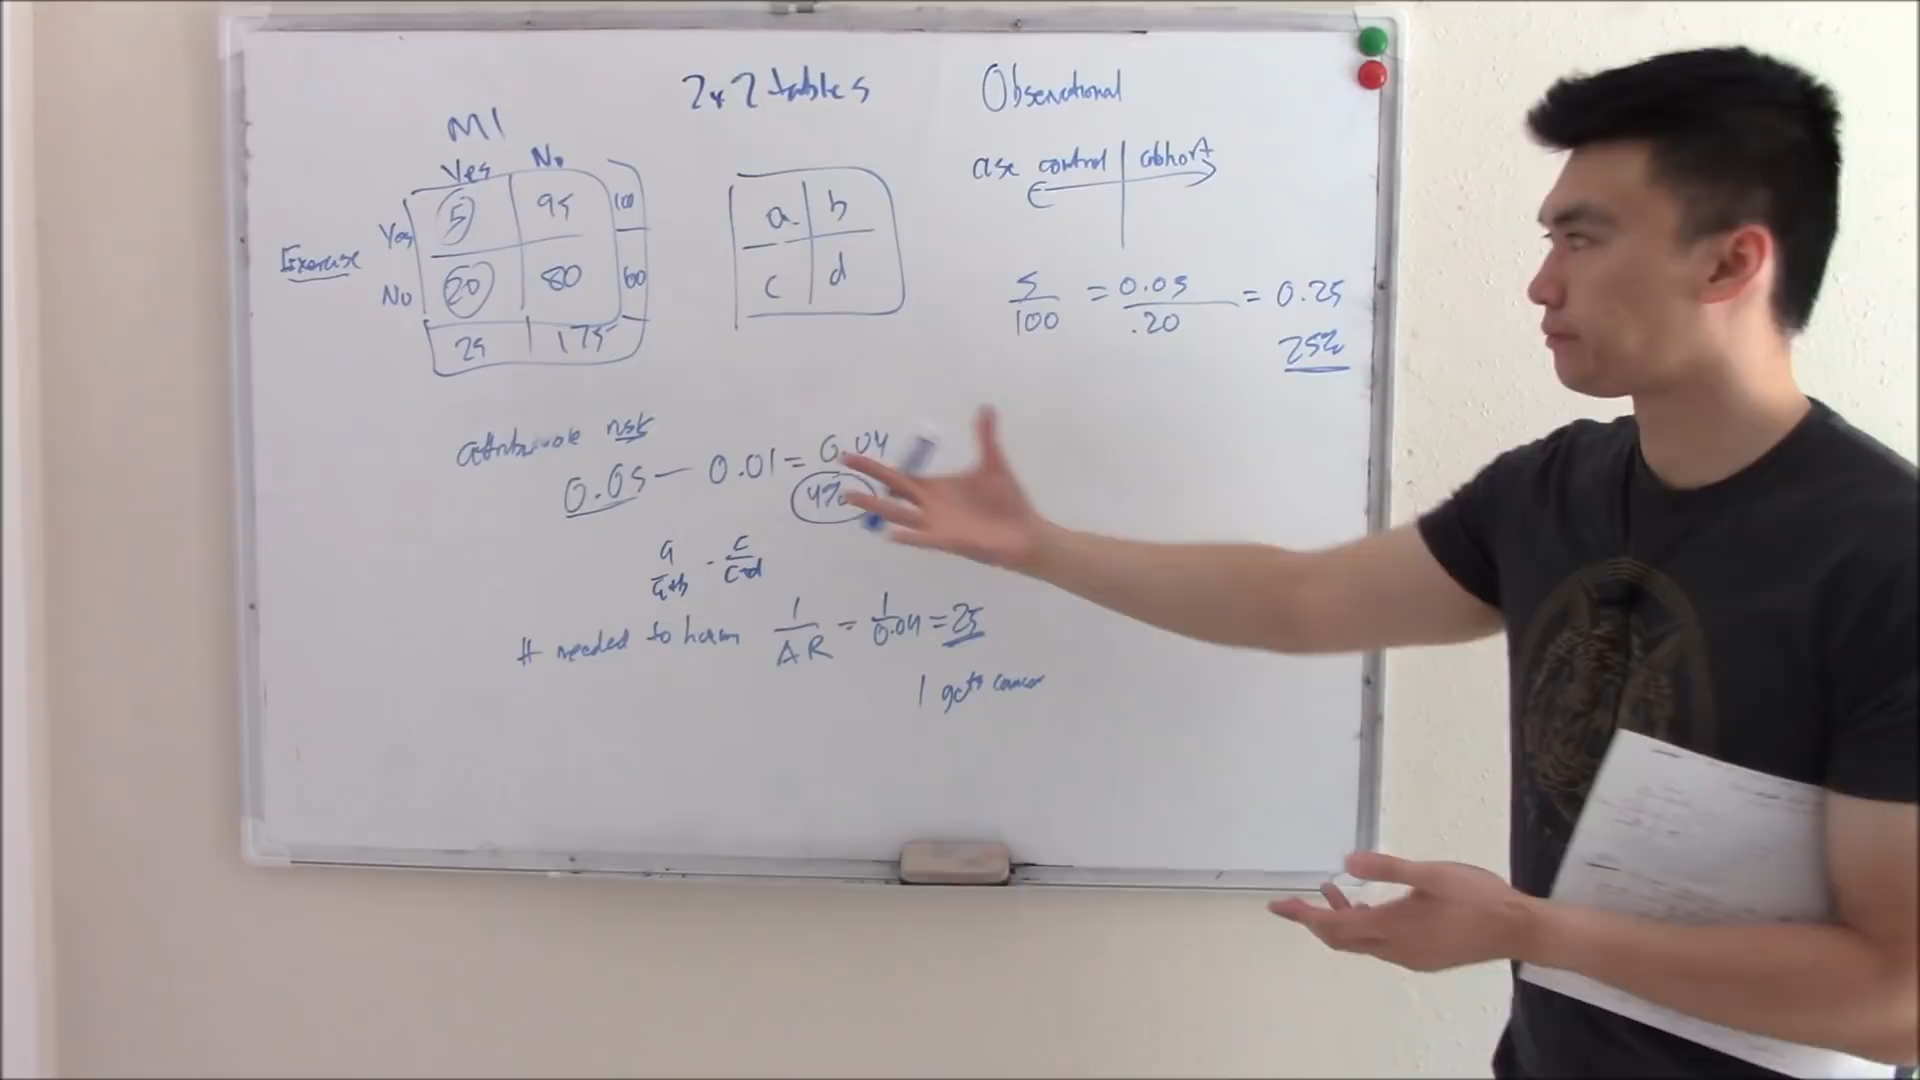 2x2 tables
Observational
MI
Yes No
Exercise
Yes 5 95 100
No 20 80 100
25 175
a b
c d
case control cohort
5/100 = 0.05/.20 = 0.25
25%
Attributable risk
0.05 - 0.01 = 0.04
4%
a/a+b - c/c+d
# needed to harm 1/AR = 1/0.04 = 25
1 gets cancer